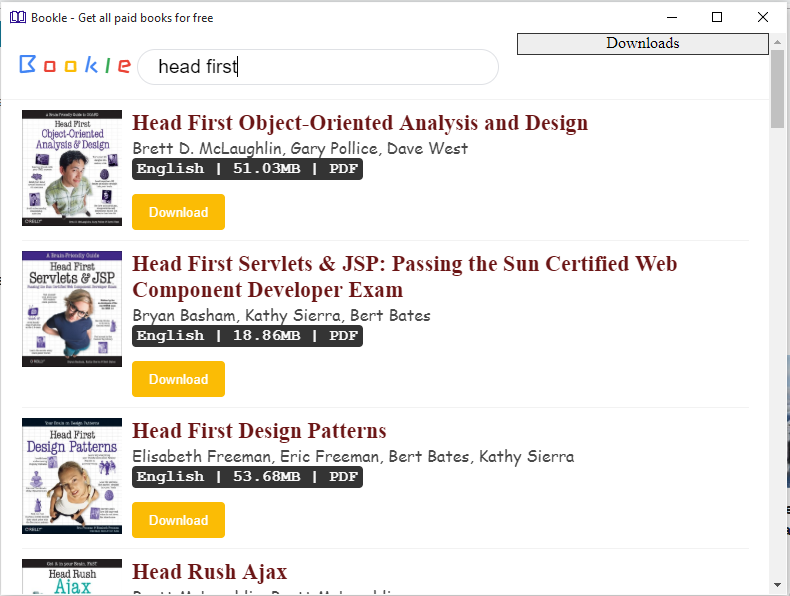 Bookle - Get all paid books for free
Downloads
Bookle
head first
A Brain-Friendly Guide to OOA&D
Head First
Object-Oriented
Analysis & Design
O'REILLY
Head First Object-Oriented Analysis and Design
Brett D. McLaughlin, Gary Pollice, Dave West
English | 51.03MB | PDF
Download
A Brain-Friendly Guide
Head First
Servlets & JSP
O'REILLY
Head First Servlets & JSP: Passing the Sun Certified Web
Component Developer Exam
Bryan Basham, Kathy Sierra, Bert Bates
English | 18.86MB | PDF
Download
Your Brain on Design Patterns
Head First
Design Patterns
O'REILLY
Head First Design Patterns
Elisabeth Freeman, Eric Freeman, Bert Bates, Kathy Sierra
English | 53.68MB | PDF
Download
Head Rush
Ajax
Head Rush Ajax